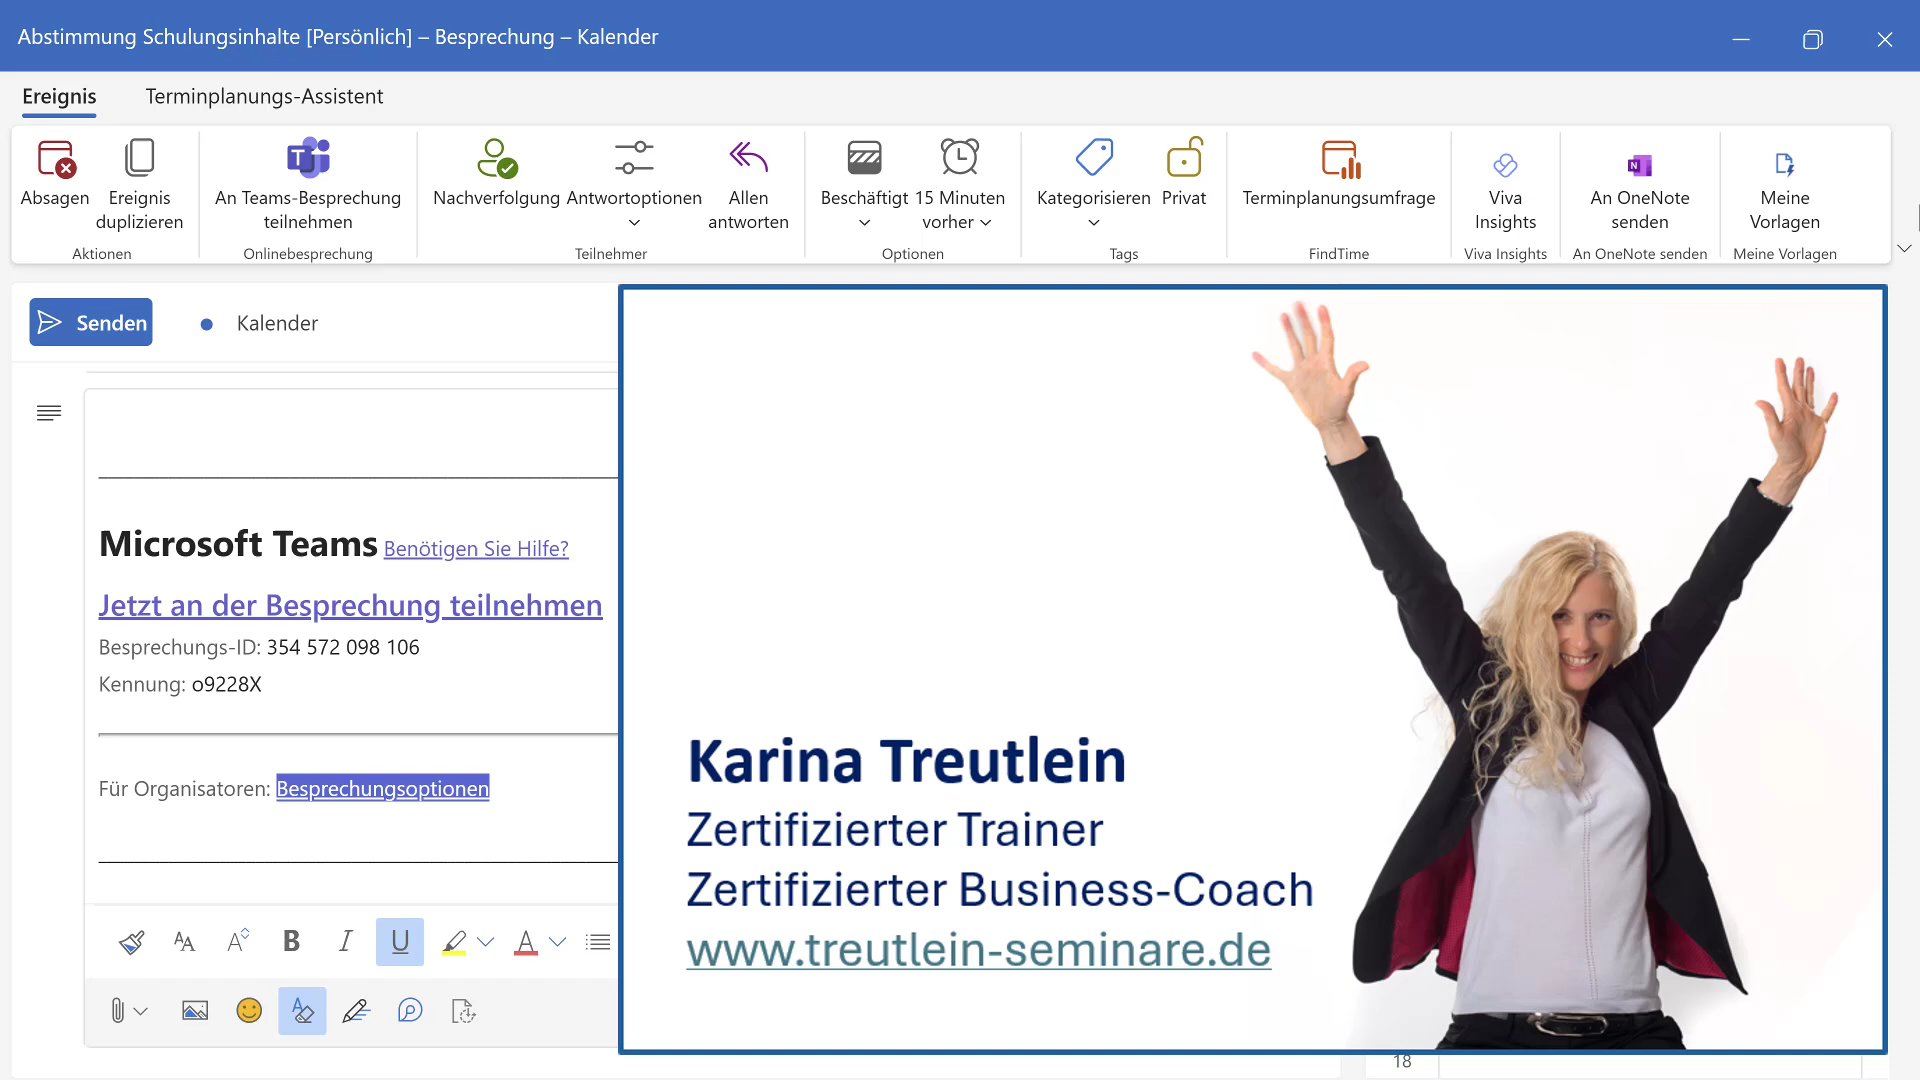 Abstimmung Schulungsinhalte [Persönlich] – Besprechung – Kalender
Ereignis
Terminplanungs-Assistent
Absagen
Ereignis duplizieren
Aktionen
An Teams-Besprechung teilnehmen
Onlinebesprechung
Nachverfolgung
Antwortoptionen
Allen antworten
Teilnehmer
Beschäftigt
15 Minuten vorher
Optionen
Kategorisieren
Privat
Tags
Terminplanungsumfrage
FindTime
Viva Insights
Viva Insights
An OneNote senden
An OneNote senden
Meine Vorlagen
Meine Vorlagen
Senden
Kalender
Microsoft Teams Benötigen Sie Hilfe?
Jetzt an der Besprechung teilnehmen
Besprechungs-ID: 354 572 098 106
Kennung: o9228X
Für Organisatoren: Besprechungsoptionen
Karina Treutlein
Zertifizierter Trainer
Zertifizierter Business-Coach
www.treutlein-seminare.de
18